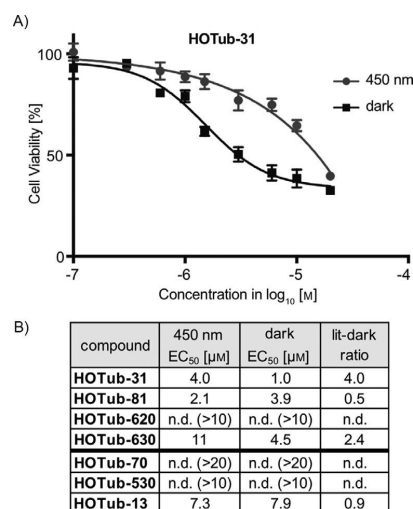 A)
HOTub-31
100
50
0
Cell Viability [%]
450 nm
dark
-7 -6 -5 -4
Concentration in log10 [M]
B)
compound 450 nm EC50 [µM] dark EC50 [µM] lit-dark ratio
HOTub-31 4.0 1.0 4.0
HOTub-81 2.1 3.9 0.5
HOTub-620 n.d. (>10) n.d. (>10) n.d.
HOTub-630 11 4.5 2.4
HOTub-70 n.d. (>20) n.d. (>20) n.d.
HOTub-530 n.d. (>10) n.d. (>10) n.d.
HOTub-13 7.3 7.9 0.9